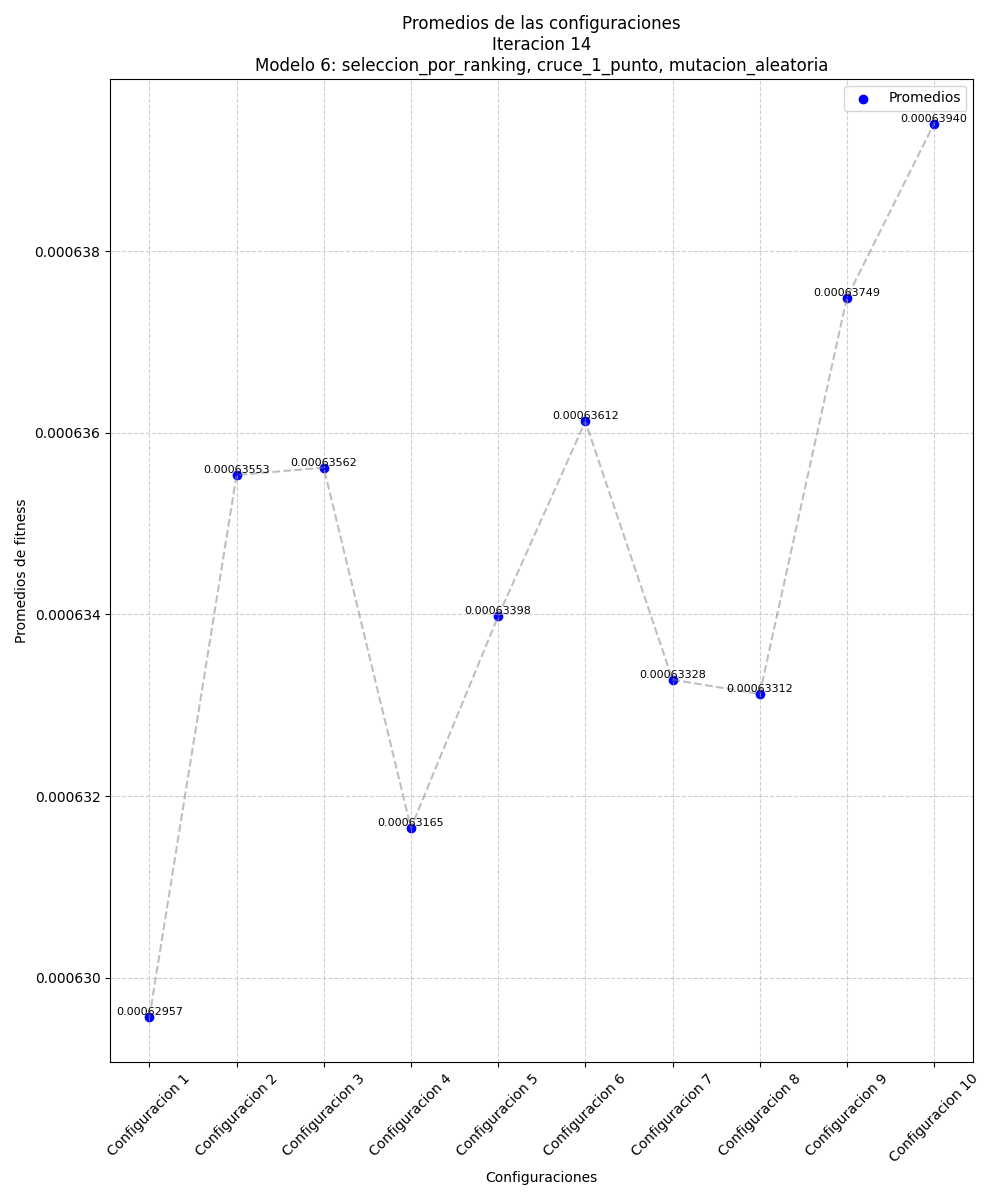 Promedios de las configuraciones
Iteracion 14
Modelo 6: seleccion_por_ranking, cruce_1_punto, mutacion_aleatoria
Promedios
0.00063940
0.000638
0.00063749
0.000636
0.00063612
0.00063553
0.00063562
0.000634
0.00063398
0.00063328
0.00063312
0.000632
0.00063165
0.000630
0.00062957
Promedios de fitness
Configuracion 1
Configuracion 2
Configuracion 3
Configuracion 4
Configuracion 5
Configuracion 6
Configuracion 7
Configuracion 8
Configuracion 9
Configuracion 10
Configuraciones